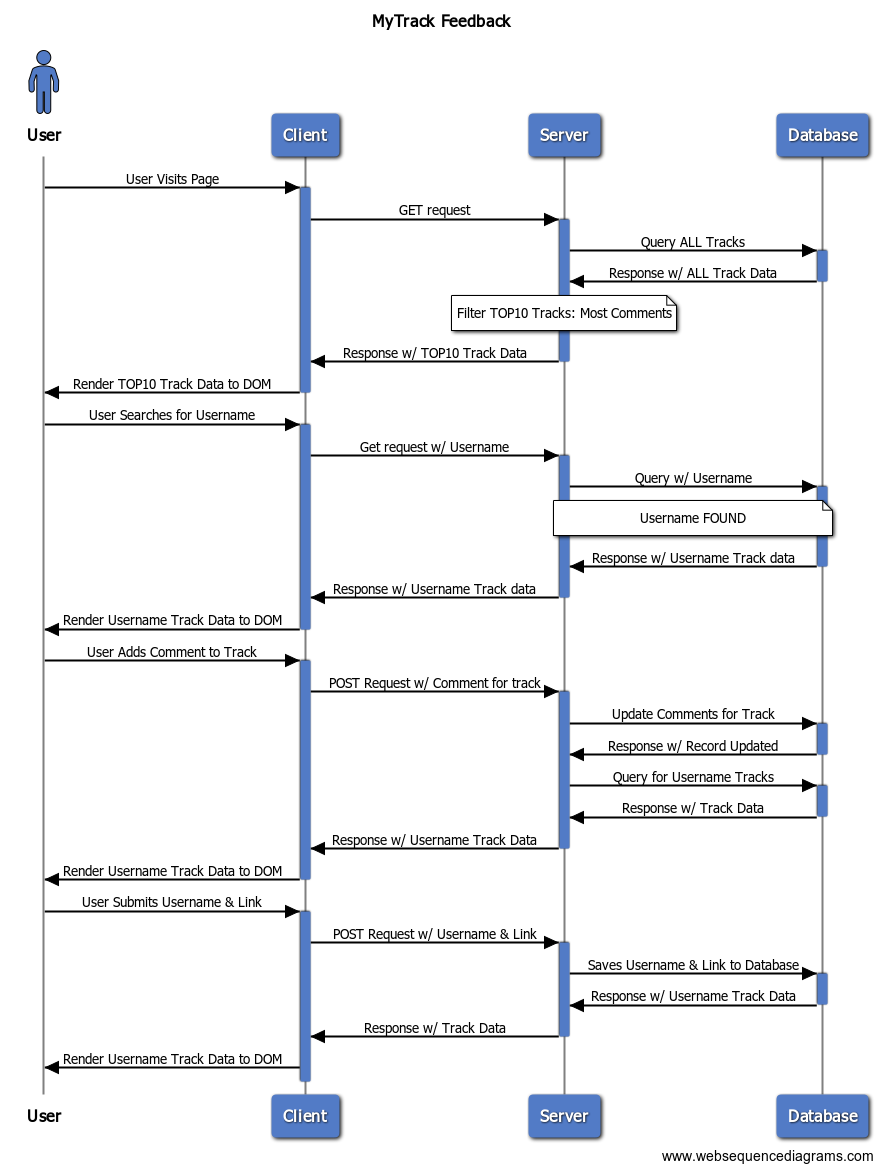 MyTrack Feedback
User
Client
Server
Database
User Visits Page
GET request
Query ALL Tracks
Response w/ ALL Track Data
Filter TOP10 Tracks: Most Comments
Response w/ TOP10 Track Data
Render TOP10 Track Data to DOM
User Searches for Username
Get request w/ Username
Query w/ Username
Username FOUND
Response w/ Username Track data
Response w/ Username Track data
Render Username Track Data to DOM
User Adds Comment to Track
POST Request w/ Comment for track
Update Comments for Track
Response w/ Record Updated
Query for Username Tracks
Response w/ Track Data
Response w/ Username Track Data
Render Username Track Data to DOM
User Submits Username & Link
POST Request w/ Username & Link
Saves Username & Link to Database
Response w/ Username Track Data
Response w/ Track Data
Render Username Track Data to DOM
User
Client
Server
Database
www.websequencediagrams.com